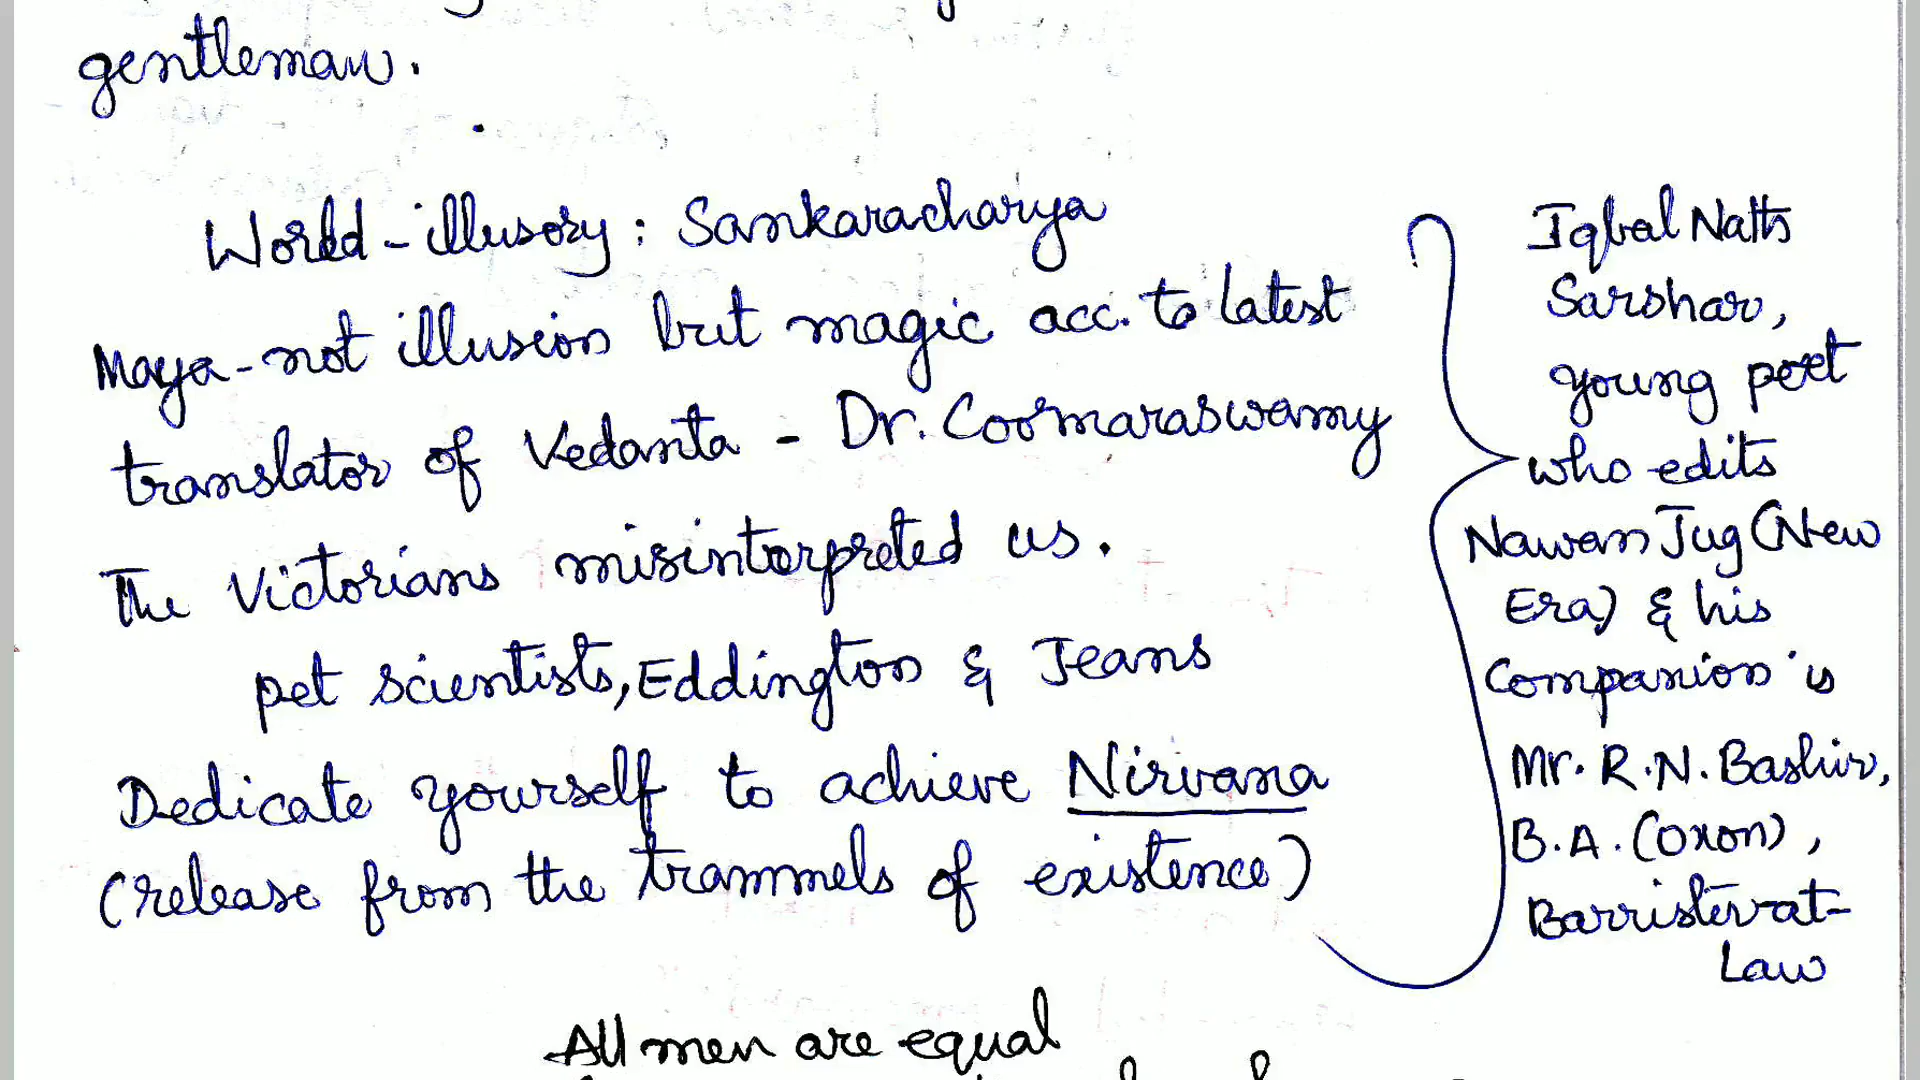 gentleman.
World-illusory: Sankaracharya
Maya-not illusion but magic acc. to latest
translator of Vedanta - Dr. Coomaraswamy
The Victorians misinterpreted us.
pet scientists, Eddington & Jeans
Dedicate yourself to achieve Nirvana
(release from the trammels of existence)
Iqbal Nath
Sarshar,
young poet
who edits
Nawan Jug (New
Era) & his
Companion is
Mr. R.N. Bashir,
B.A. (Oxon),
Barrister-at-
Law
All men are equal